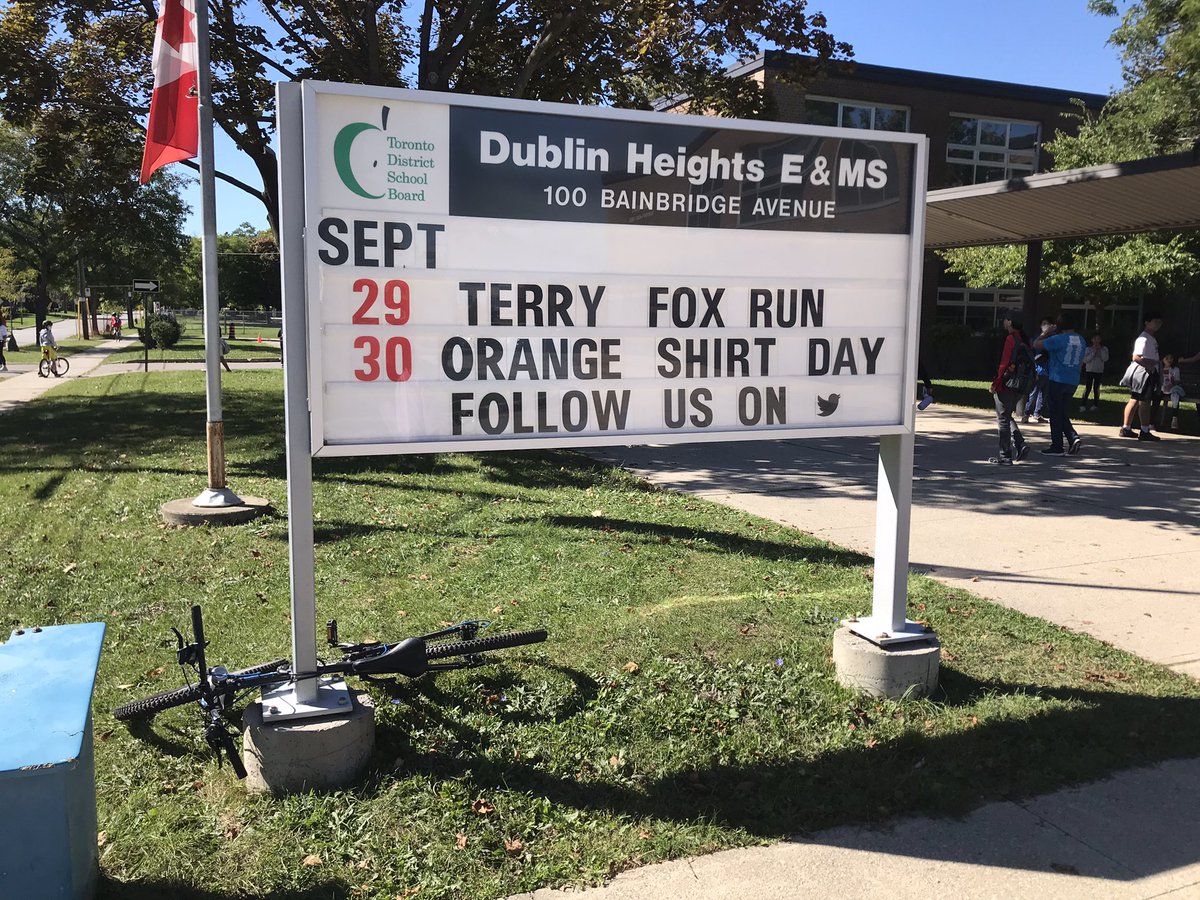 Toronto
District
School
Board
Dublin Heights E & MS
100 BAINBRIDGE AVENUE
SEPT
29 TERRY FOX RUN
30 ORANGE SHIRT DAY
FOLLOW US ON